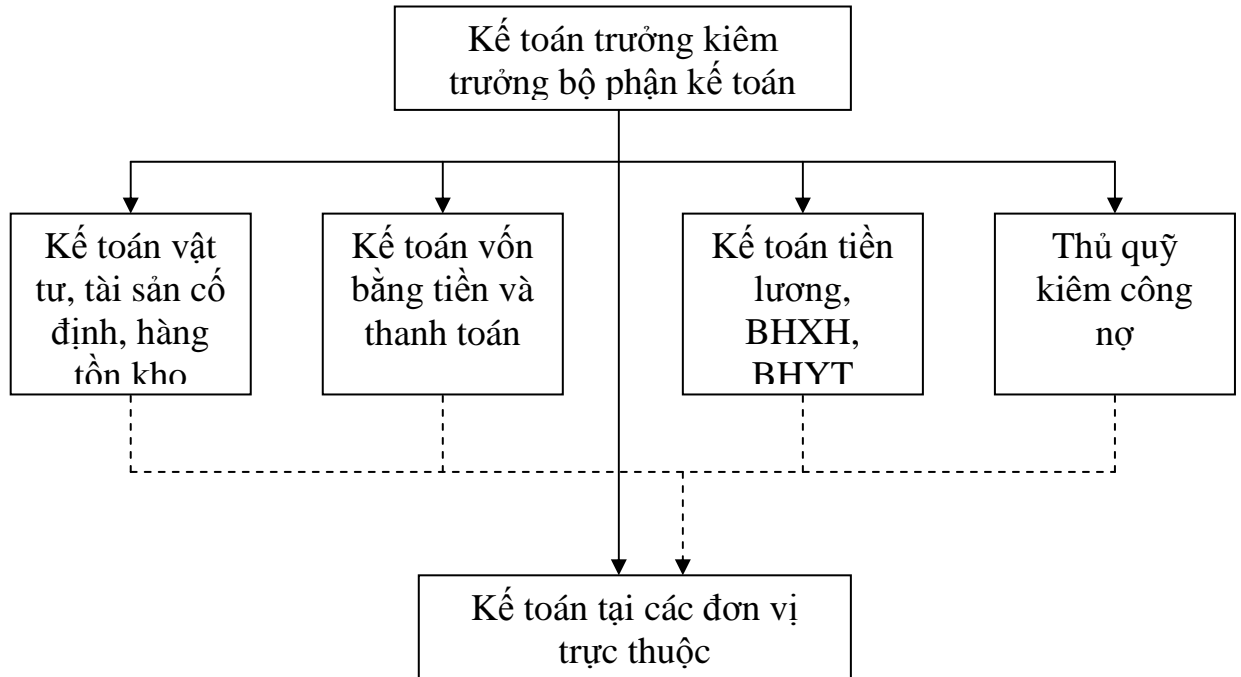 Kế toán trưởng kiêm
trưởng bộ phận kế toán
Kế toán vật
tư, tài sản cố
định, hàng
tồn kho
Kế toán vốn
bằng tiền và
thanh toán
Kế toán tiền
lương,
BHXH,
BHYT
Thủ quỹ
kiêm công
nợ
Kế toán tại các đơn vị
trực thuộc